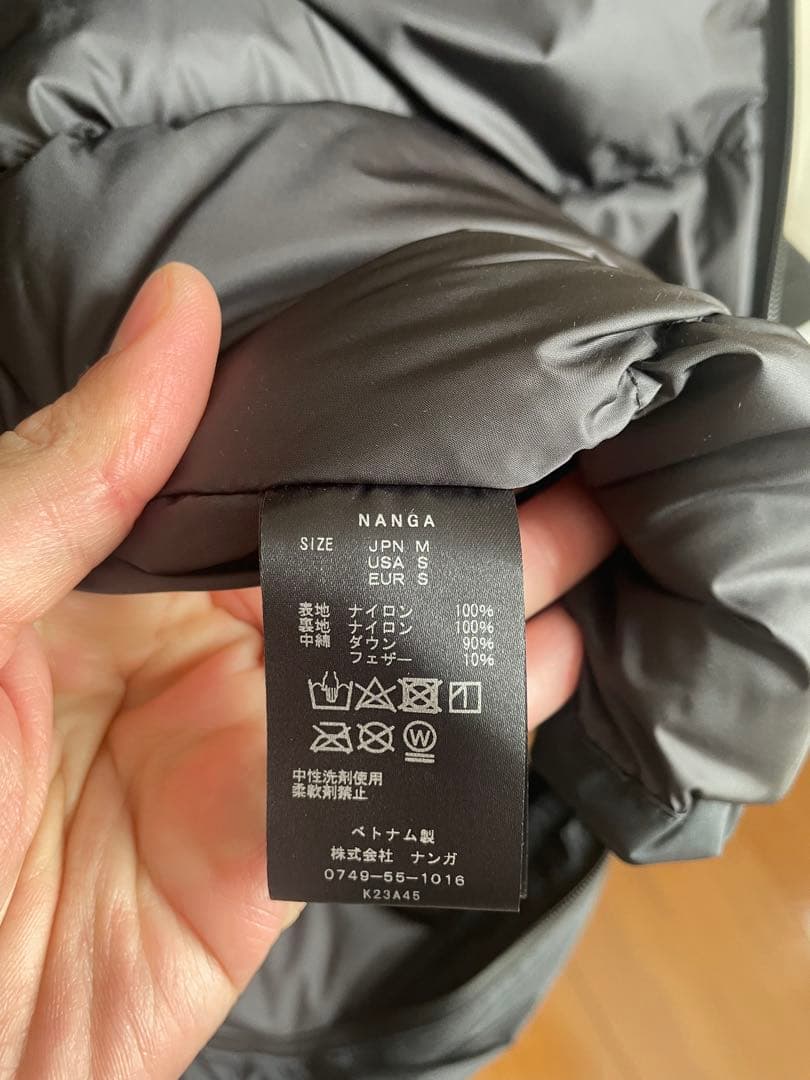 NANGA
SIZE JPN M
USA S
EUR S
表地 ナイロン 100%
裏地 ナイロン 100%
中綿 ダウン 90%
フェザー 10%
W
中性洗剤使用
柔軟剤禁止
ベトナム製
株式会社 ナンガ
0749-55-1016
K23A45